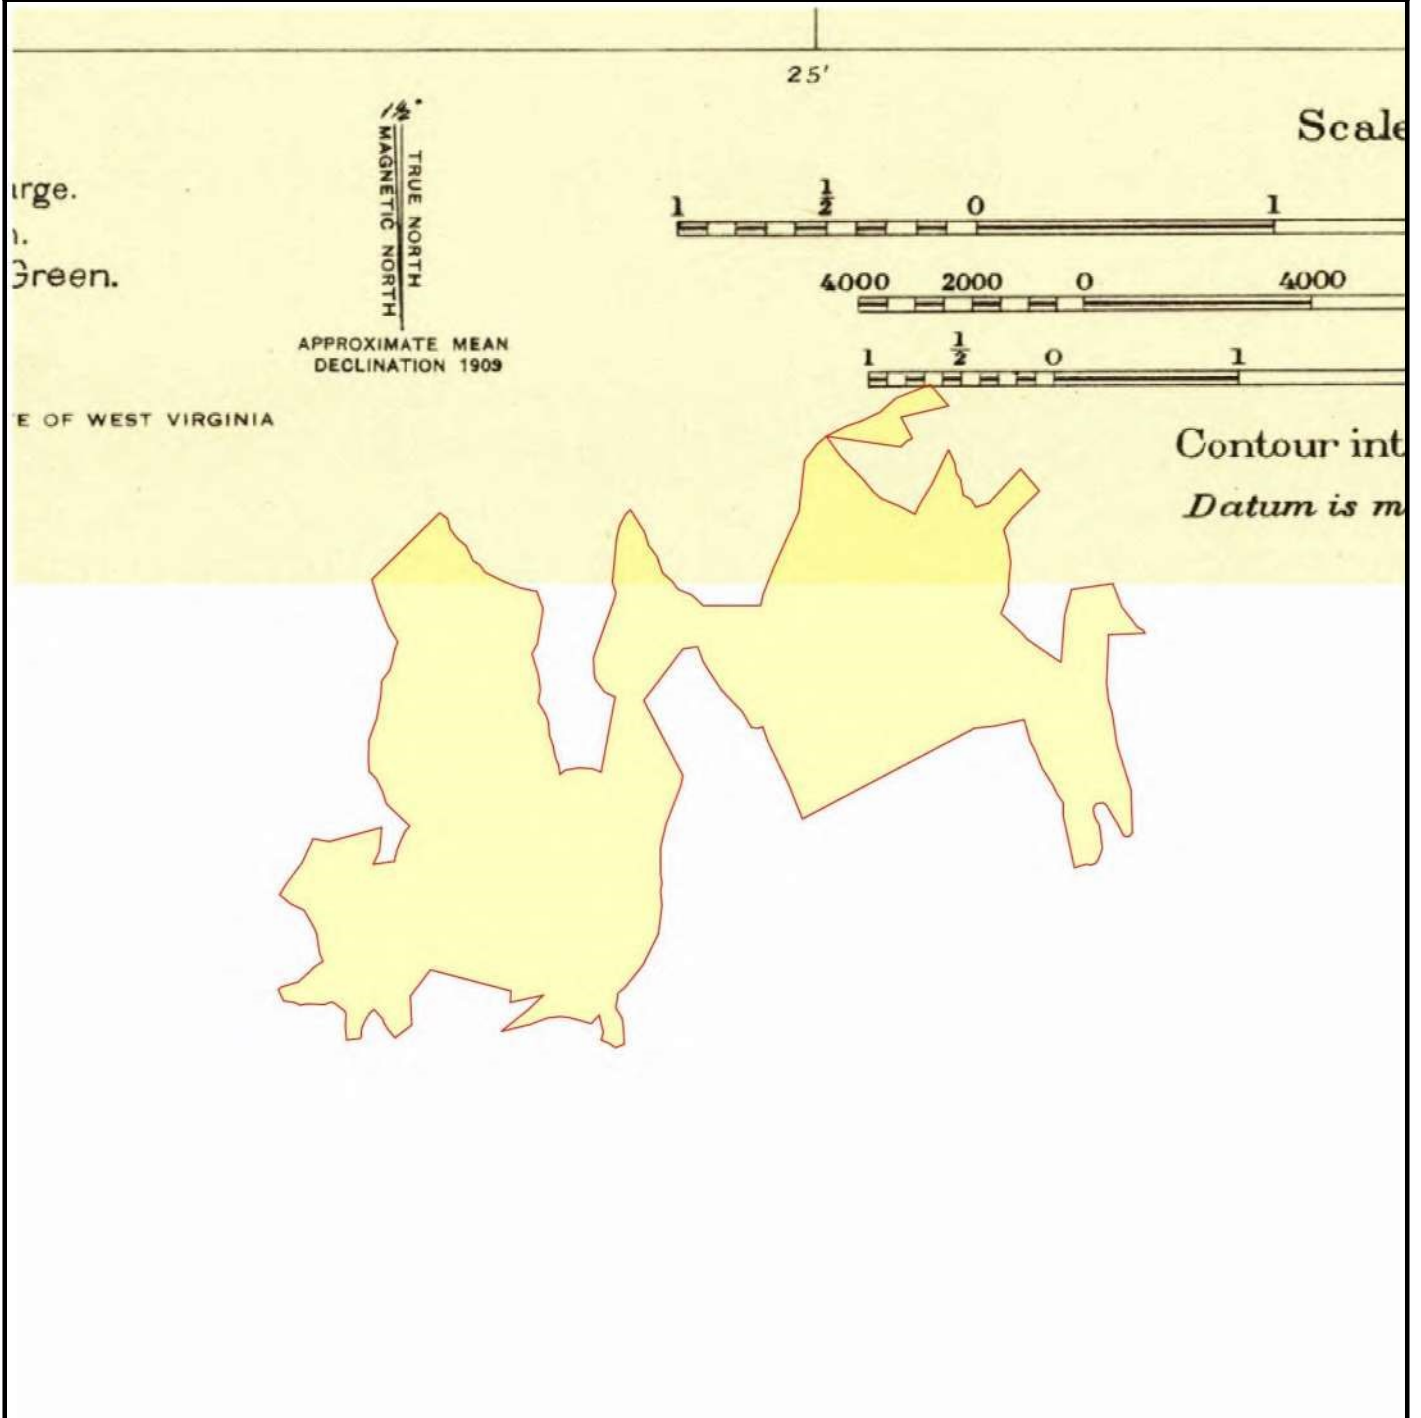 25'
1½°
TRUE NORTH
MAGNETIC NORTH
APPROXIMATE MEAN
DECLINATION 1909
Scale
1 ½ 0 1
4000 2000 0 4000
1 ½ 0 1
Green.
E OF WEST VIRGINIA
Contour int
Datum is m